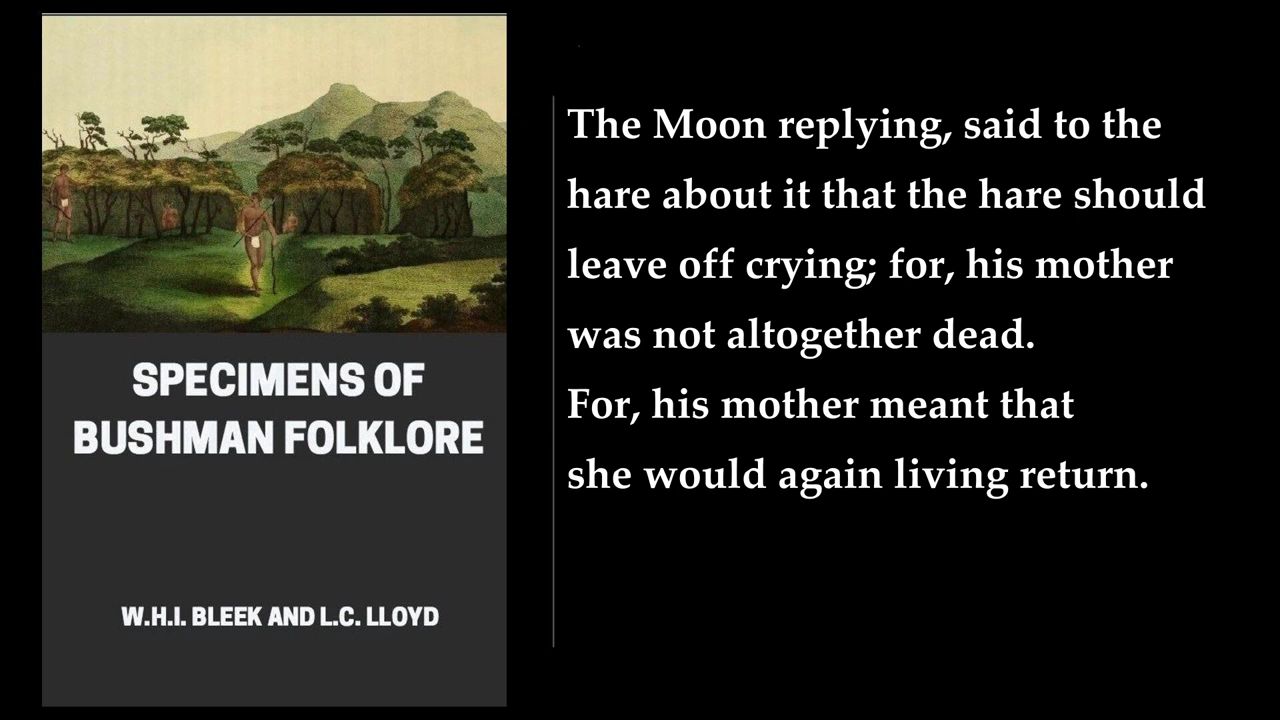 SPECIMENS OF
BUSHMAN FOLKLORE
W.H.I. BLEEK AND L.C. LLOYD
The Moon replying, said to the
hare about it that the hare should
leave off crying; for, his mother
was not altogether dead.
For, his mother meant that
she would again living return.